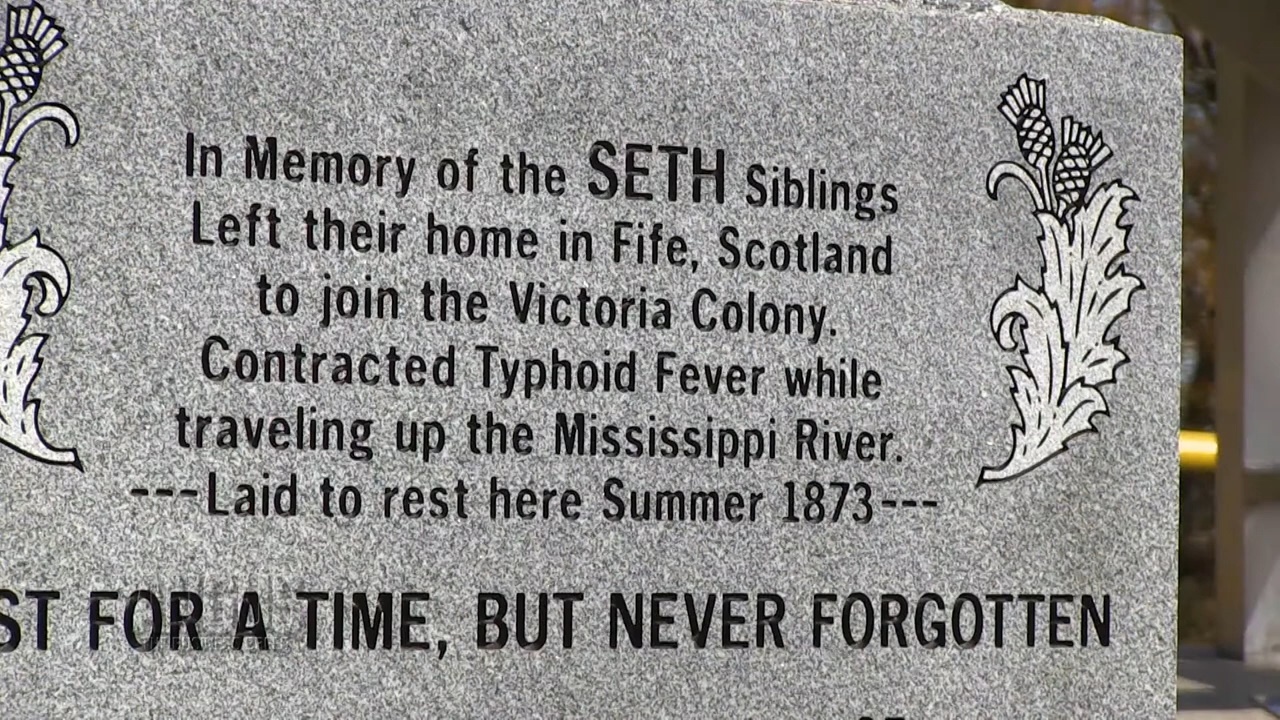 In Memory of the SETH Siblings
Left their home in Fife, Scotland
to join the Victoria Colony.
Contracted Typhoid Fever while
traveling up the Mississippi River.
---Laid to rest here Summer 1873---
FOR A TIME, BUT NEVER FORGOTTEN